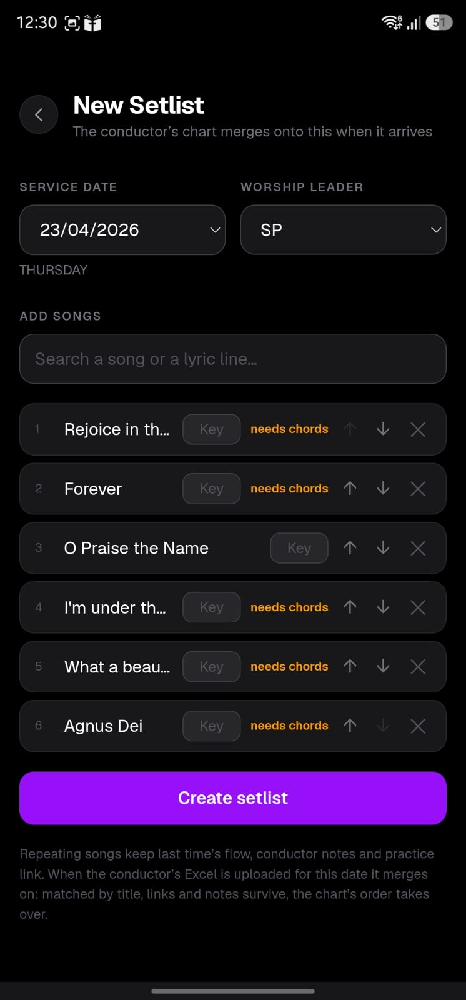 12:30
6
51
New Setlist
The conductor’s chart merges onto this when it arrives
SERVICE DATE
WORSHIP LEADER
23/04/2026
SP
THURSDAY
ADD SONGS
Search a song or a lyric line...
1 Rejoice in th... Key needs chords
2 Forever Key needs chords
3 O Praise the Name Key
4 I'm under th... Key needs chords
5 What a beau... Key needs chords
6 Agnus Dei Key needs chords
Create setlist
Repeating songs keep last time’s flow, conductor notes and practice
link. When the conductor’s Excel is uploaded for this date it merges
on: matched by title, links and notes survive, the chart’s order takes
over.